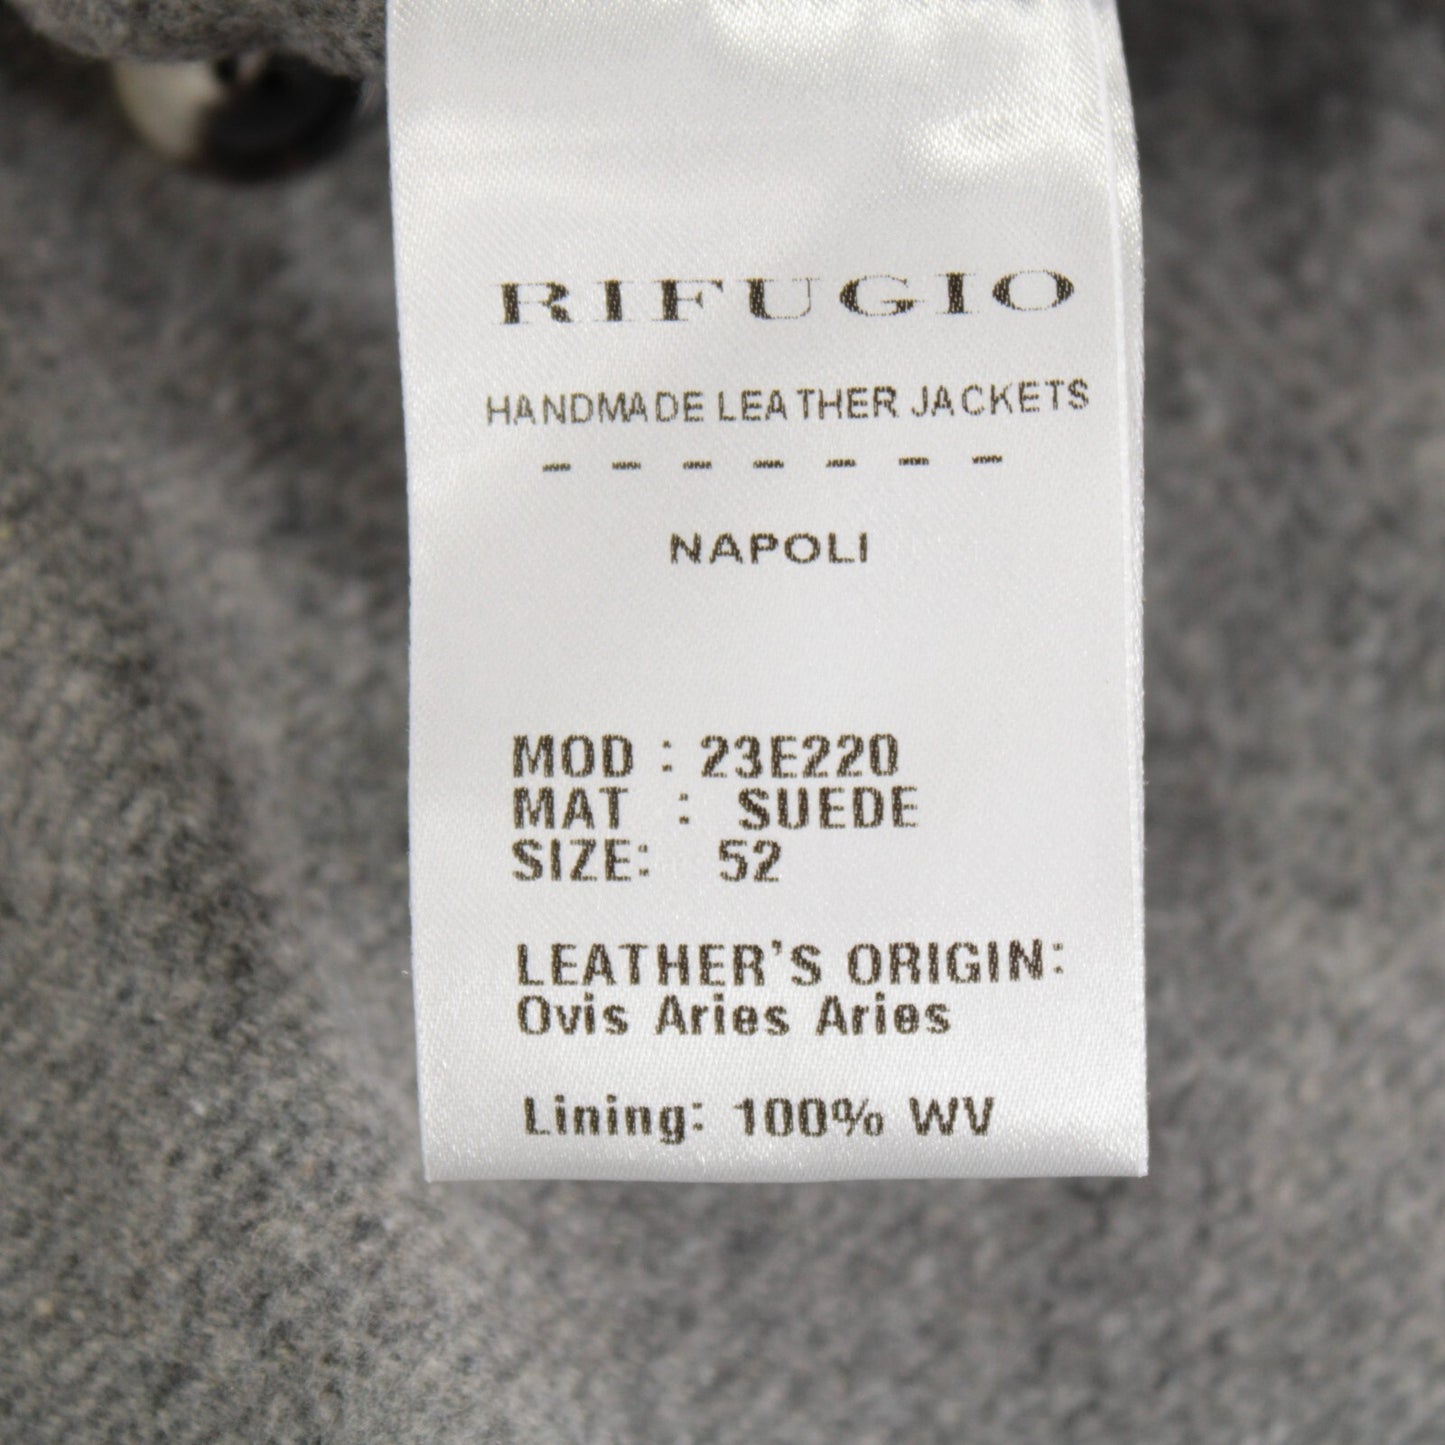 RIFUGIO
HANDMADE LEATHER JACKETS
- - - - - - -
NAPOLI
MOD : 23E220
MAT : SUEDE
SIZE: 52
LEATHER'S ORIGIN:
Ovis Aries Aries
Lining: 100% WV